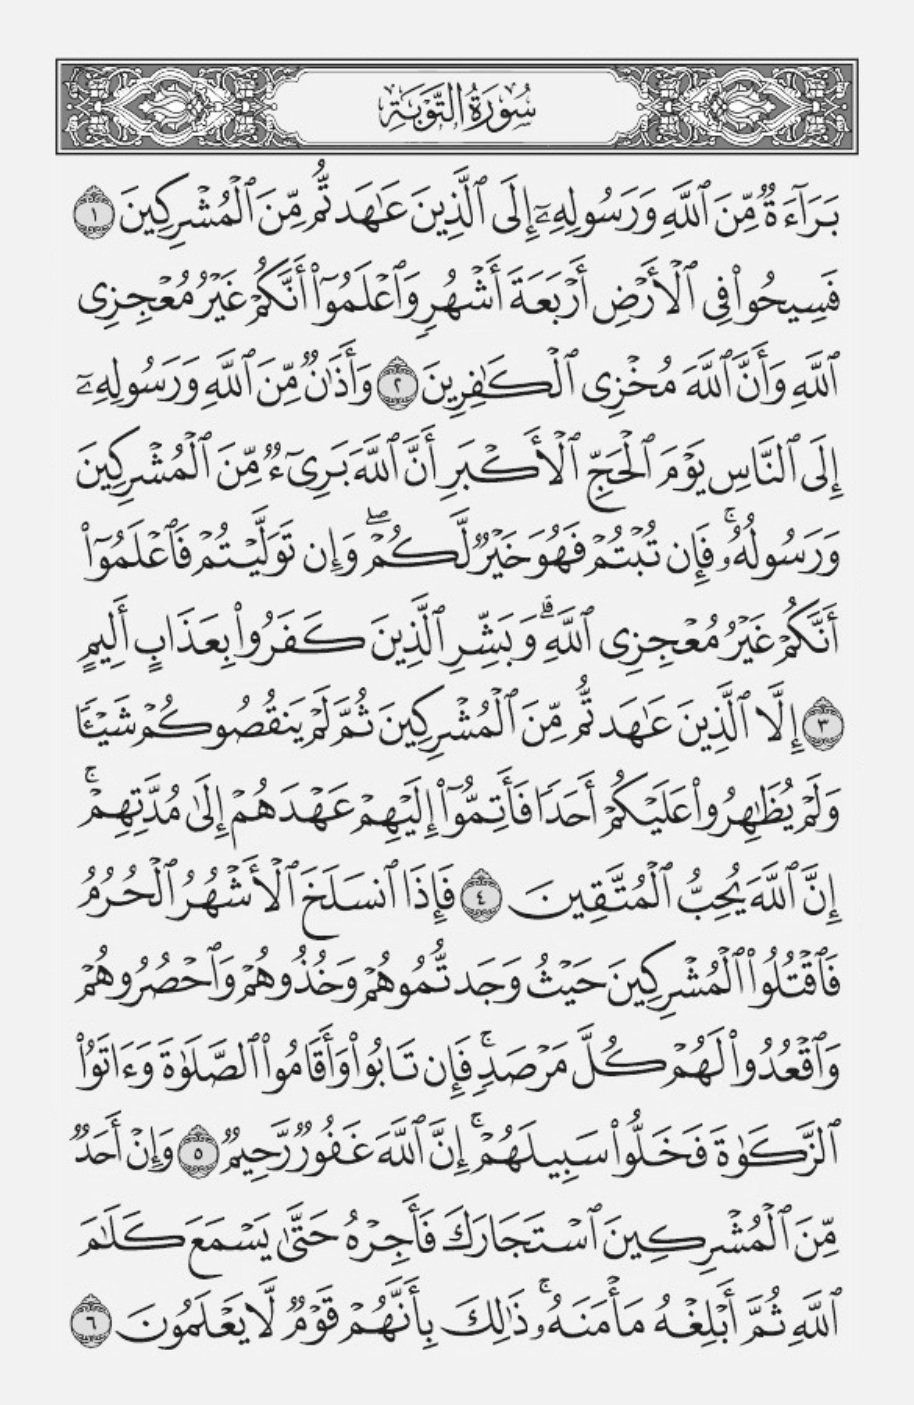 سُورَةُ التَّوۡبَةِ
بَرَآءَةٞ مِّنَ ٱللَّهِ وَرَسُولِهِۦٓ إِلَى ٱلَّذِينَ عَٰهَدتُّم مِّنَ ٱلۡمُشۡرِكِينَ ١
فَسِيحُواْ فِي ٱلۡأَرۡضِ أَرۡبَعَةَ أَشۡهُرٖ وَٱعۡلَمُوٓاْ أَنَّكُمۡ غَيۡرُ مُعۡجِزِي
ٱللَّهِ وَأَنَّ ٱللَّهَ مُخۡزِي ٱلۡكَٰفِرِينَ ٢ وَأَذَٰنٞ مِّنَ ٱللَّهِ وَرَسُولِهِۦٓ
إِلَى ٱلنَّاسِ يَوۡمَ ٱلۡحَجِّ ٱلۡأَكۡبَرِ أَنَّ ٱللَّهَ بَرِيٓءٞ مِّنَ ٱلۡمُشۡرِكِينَ
وَرَسُولُهُۥۚ فَإِن تُبۡتُمۡ فَهُوَ خَيۡرٞ لَّكُمۡۖ وَإِن تَوَلَّيۡتُمۡ فَٱعۡلَمُوٓاْ
أَنَّكُمۡ غَيۡرُ مُعۡجِزِي ٱللَّهِۗ وَبَشِّرِ ٱلَّذِينَ كَفَرُواْ بِعَذَابٍ أَلِيمٍ
٣ إِلَّا ٱلَّذِينَ عَٰهَدتُّم مِّنَ ٱلۡمُشۡرِكِينَ ثُمَّ لَمۡ يَنقُصُوكُمۡ شَيۡـٔٗا
وَلَمۡ يُظَٰهِرُواْ عَلَيۡكُمۡ أَحَدٗا فَأَتِمُّوٓاْ إِلَيۡهِمۡ عَهۡدَهُمۡ إِلَىٰ مُدَّتِهِمۡۚ
إِنَّ ٱللَّهَ يُحِبُّ ٱلۡمُتَّقِينَ ٤ فَإِذَا ٱنسَلَخَ ٱلۡأَشۡهُرُ ٱلۡحُرُمُ
فَٱقۡتُلُواْ ٱلۡمُشۡرِكِينَ حَيۡثُ وَجَدتُّمُوهُمۡ وَخُذُوهُمۡ وَٱحۡصُرُوهُمۡ
وَٱقۡعُدُواْ لَهُمۡ كُلَّ مَرۡصَدٖۚ فَإِن تَابُواْ وَأَقَامُواْ ٱلصَّلَوٰةَ وَءَاتَوُاْ
ٱلزَّكَوٰةَ فَخَلُّواْ سَبِيلَهُمۡۚ إِنَّ ٱللَّهَ غَفُورٞ رَّحِيمٞ ٥ وَإِنۡ أَحَدٞ
مِّنَ ٱلۡمُشۡرِكِينَ ٱسۡتَجَارَكَ فَأَجِرۡهُ حَتَّىٰ يَسۡمَعَ كَلَٰمَ
ٱللَّهِ ثُمَّ أَبۡلِغۡهُ مَأۡمَنَهُۥۚ ذَٰلِكَ بِأَنَّهُمۡ قَوۡمٞ لَّا يَعۡلَمُونَ ٦